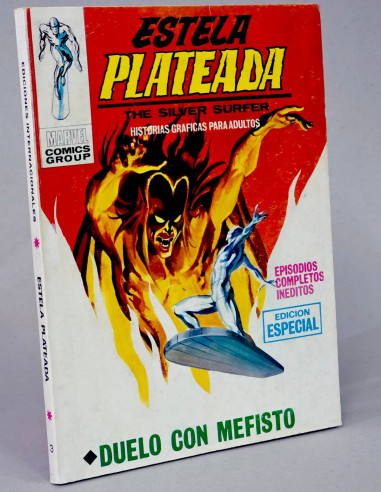 ESTELA
PLATEADA
THE SILVER SURFER
HISTORIAS GRAFICAS PARA ADULTOS
MARVEL
COMICS
GROUP
EPISODIOS
COMPLETOS
INEDITOS
EDICION
ESPECIAL
◆DUELO CON MEFISTO
EDICIONES INTERNACIONALES * ESTELA PLATEADA * 3